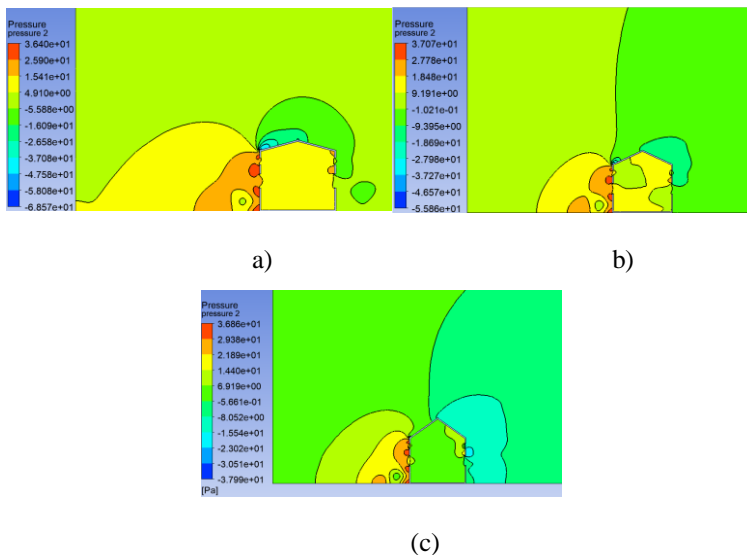 Pressure
pressure 2
3.640e+01
2.590e+01
1.541e+01
4.910e+00
-5.588e+00
-1.609e+01
-2.658e+01
-3.708e+01
-4.758e+01
-5.808e+01
-6.857e+01
a)
Pressure
pressure 2
3.707e+01
2.778e+01
1.848e+01
9.191e+00
-1.021e-01
-9.395e+00
-1.869e+01
-2.798e+01
-3.727e+01
-4.657e+01
-5.586e+01
b)
Pressure
pressure 2
3.686e+01
2.938e+01
2.189e+01
1.440e+01
6.919e+00
-5.661e-01
-8.052e+00
-1.554e+01
-2.302e+01
-3.051e+01
-3.799e+01
[Pa]
(c)